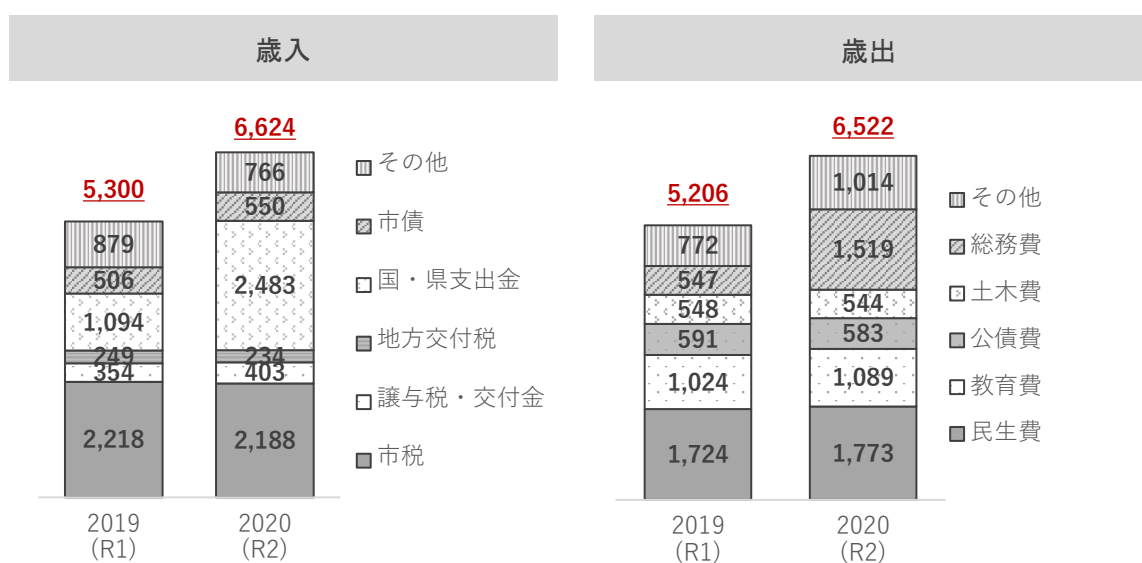 歳入
6,624
5,300
766
879
550
506
2,483
1,094
249
234
354
403
2,218
2,188
2019
(R1)
2020
(R2)
その他
市債
国・県支出金
地方交付税
譲与税・交付金
市税
歳出
6,522
5,206
1,014
772
1,519
547
548
544
591
583
1,024
1,089
1,724
1,773
2019
(R1)
2020
(R2)
その他
総務費
土木費
公債費
教育費
民生費